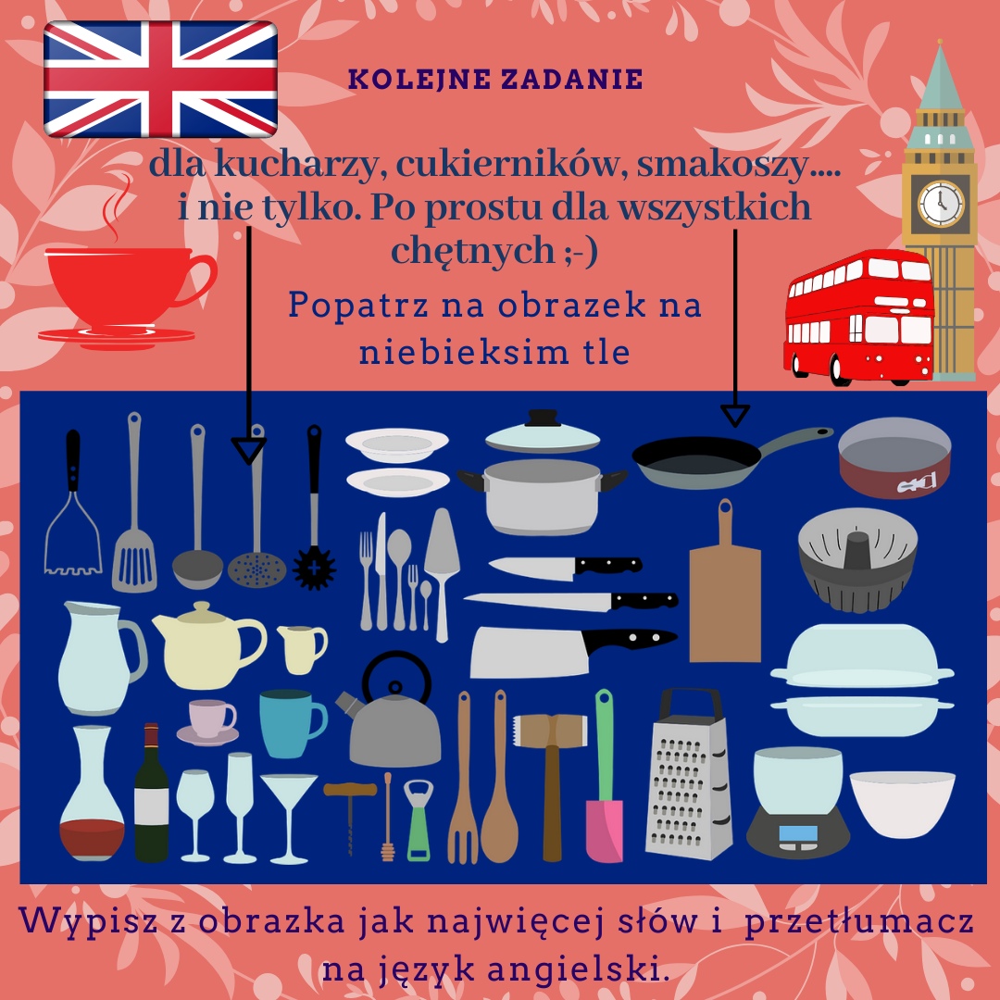 KOLEJNE ZADANIE
dla kucharzy, cukierników, smakoszy....
i nie tylko. Po prostu dla wszystkich
chętnych ;-)
Popatrz na obrazek na
niebieksim tle
Wypisz z obrazka jak najwięcej słów i przetłumacz
na język angielski.